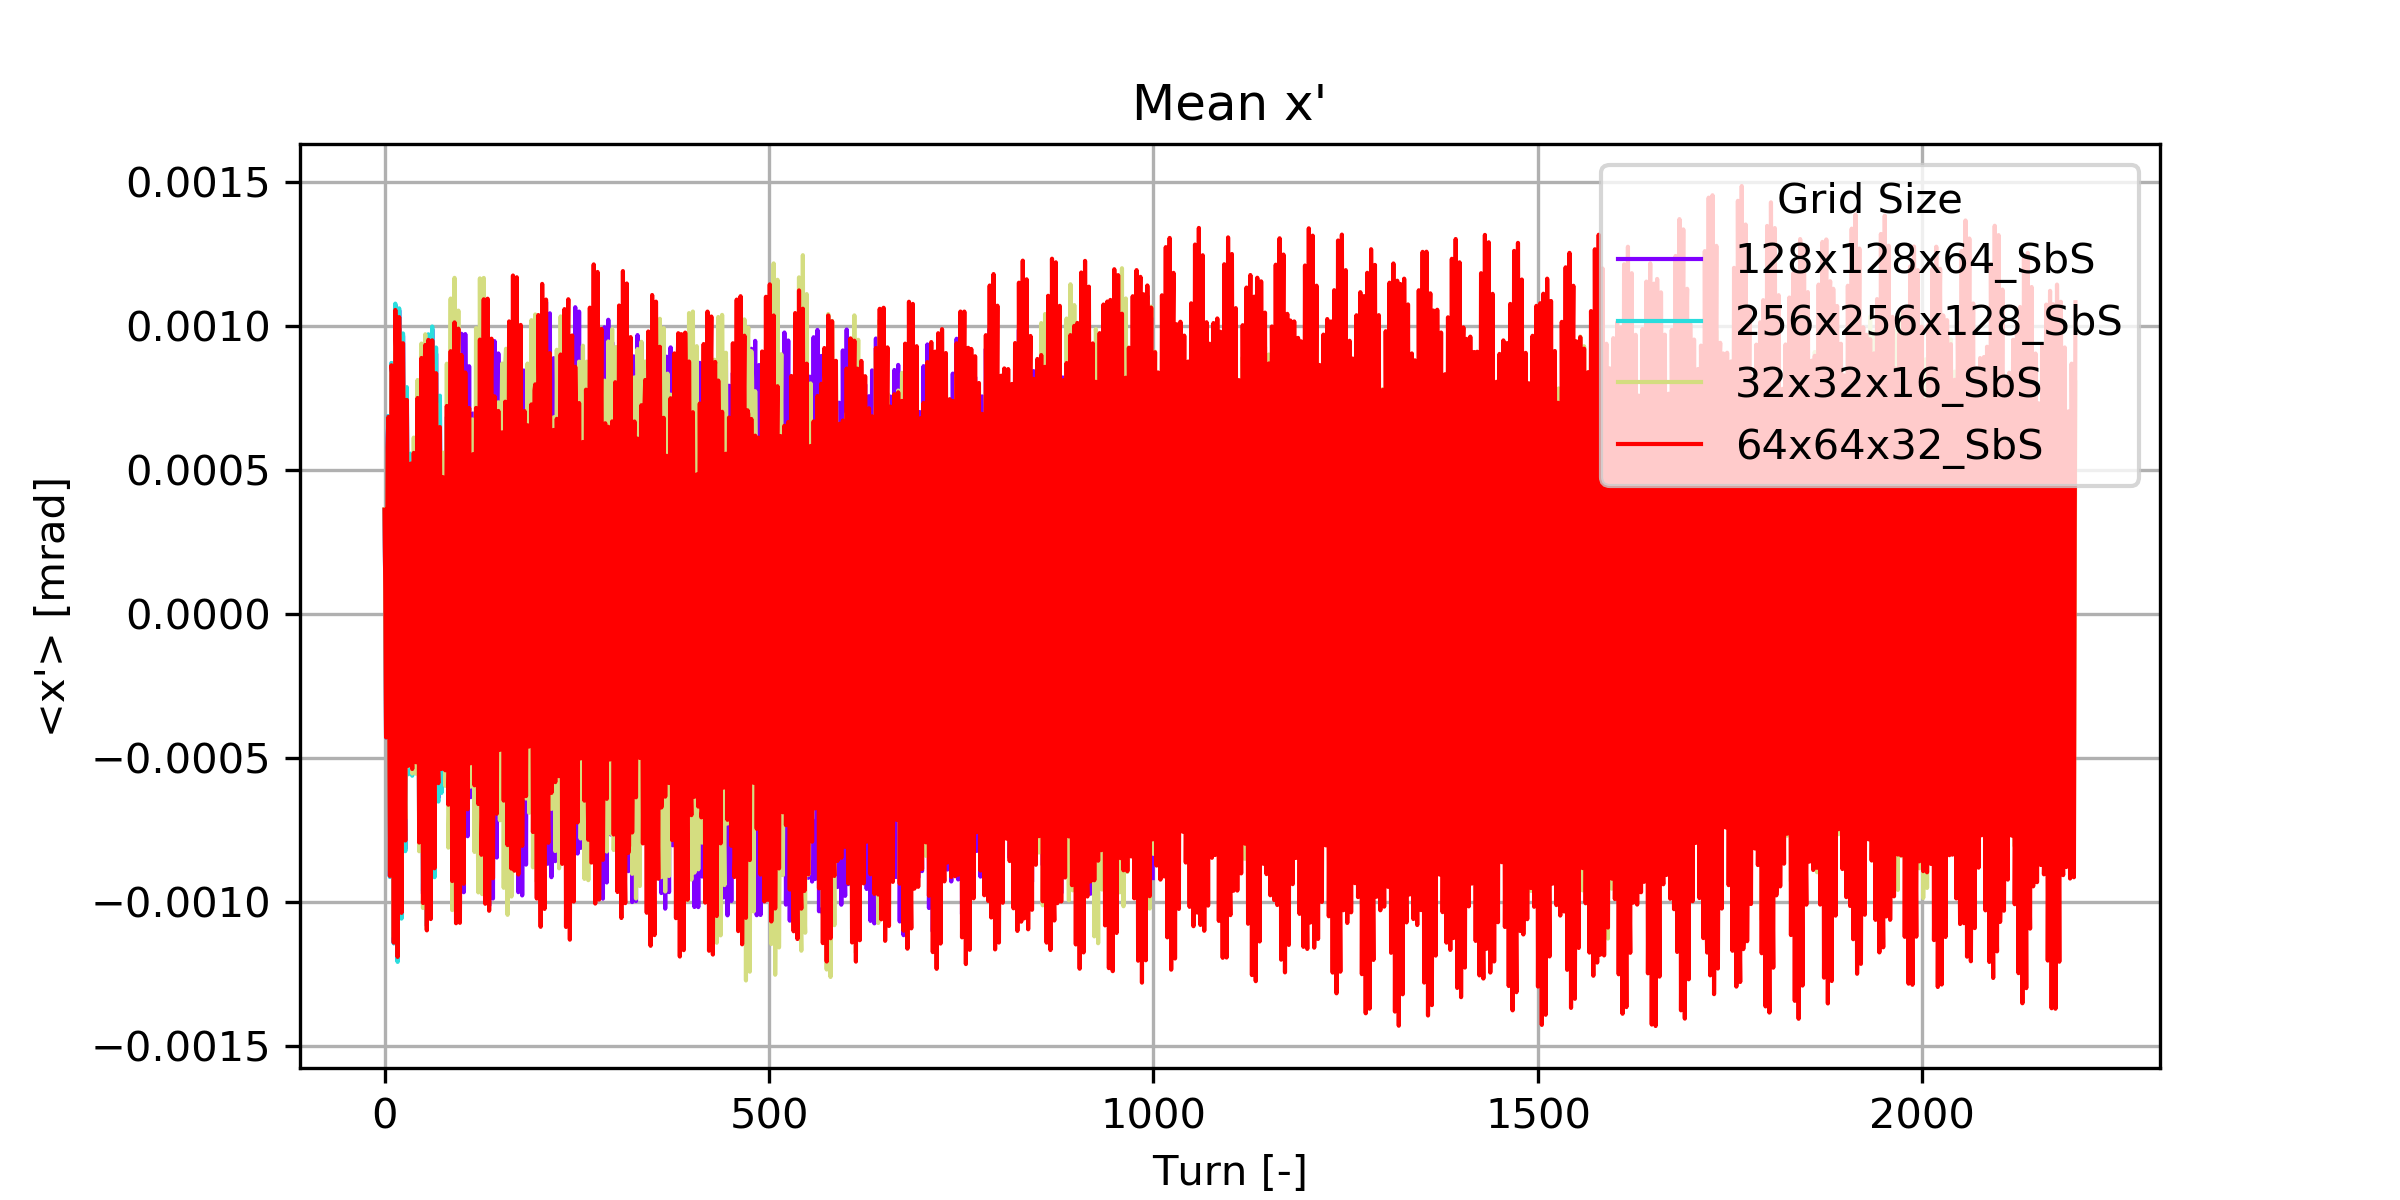 Mean x'
0.0015
0.0010
0.0005
0.0000
−0.0005
−0.0010
−0.0015
<x'> [mrad]
Grid Size
128x128x64_SbS
256x256x128_SbS
32x32x16_SbS
64x64x32_SbS
0 500 1000 1500 2000
Turn [-]